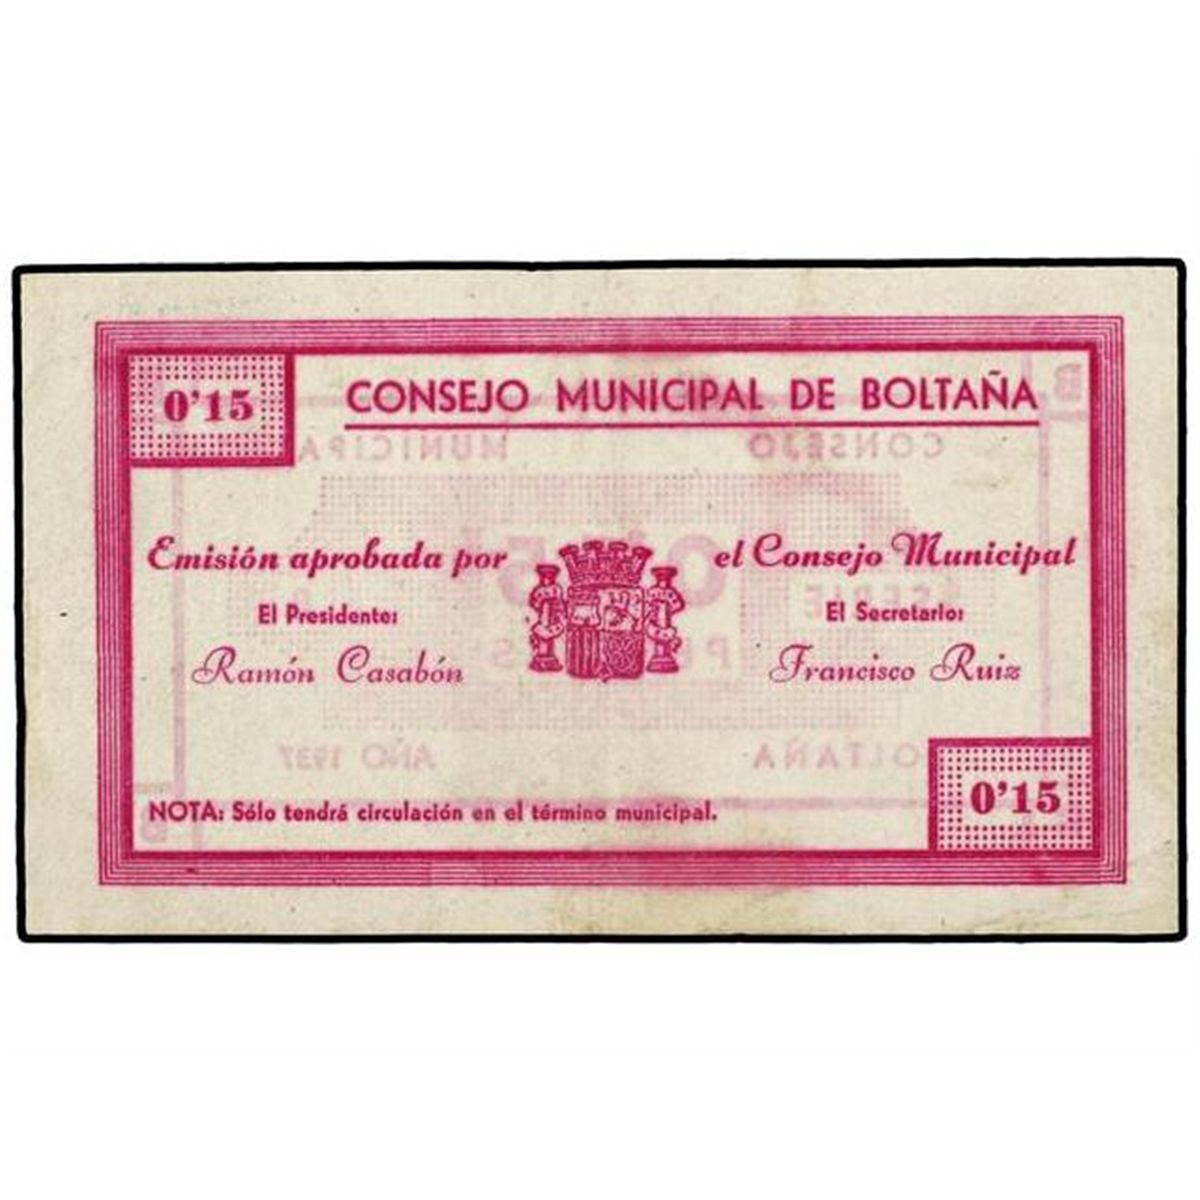 0'15
CONSEJO MUNICIPAL DE BOLTAÑA
Emisión aprobada por el Consejo Municipal
El Presidente: El Secretario:
Ramón Casabón Francisco Ruiz
NOTA: Sólo tendrá circulación en el término municipal.
0'15